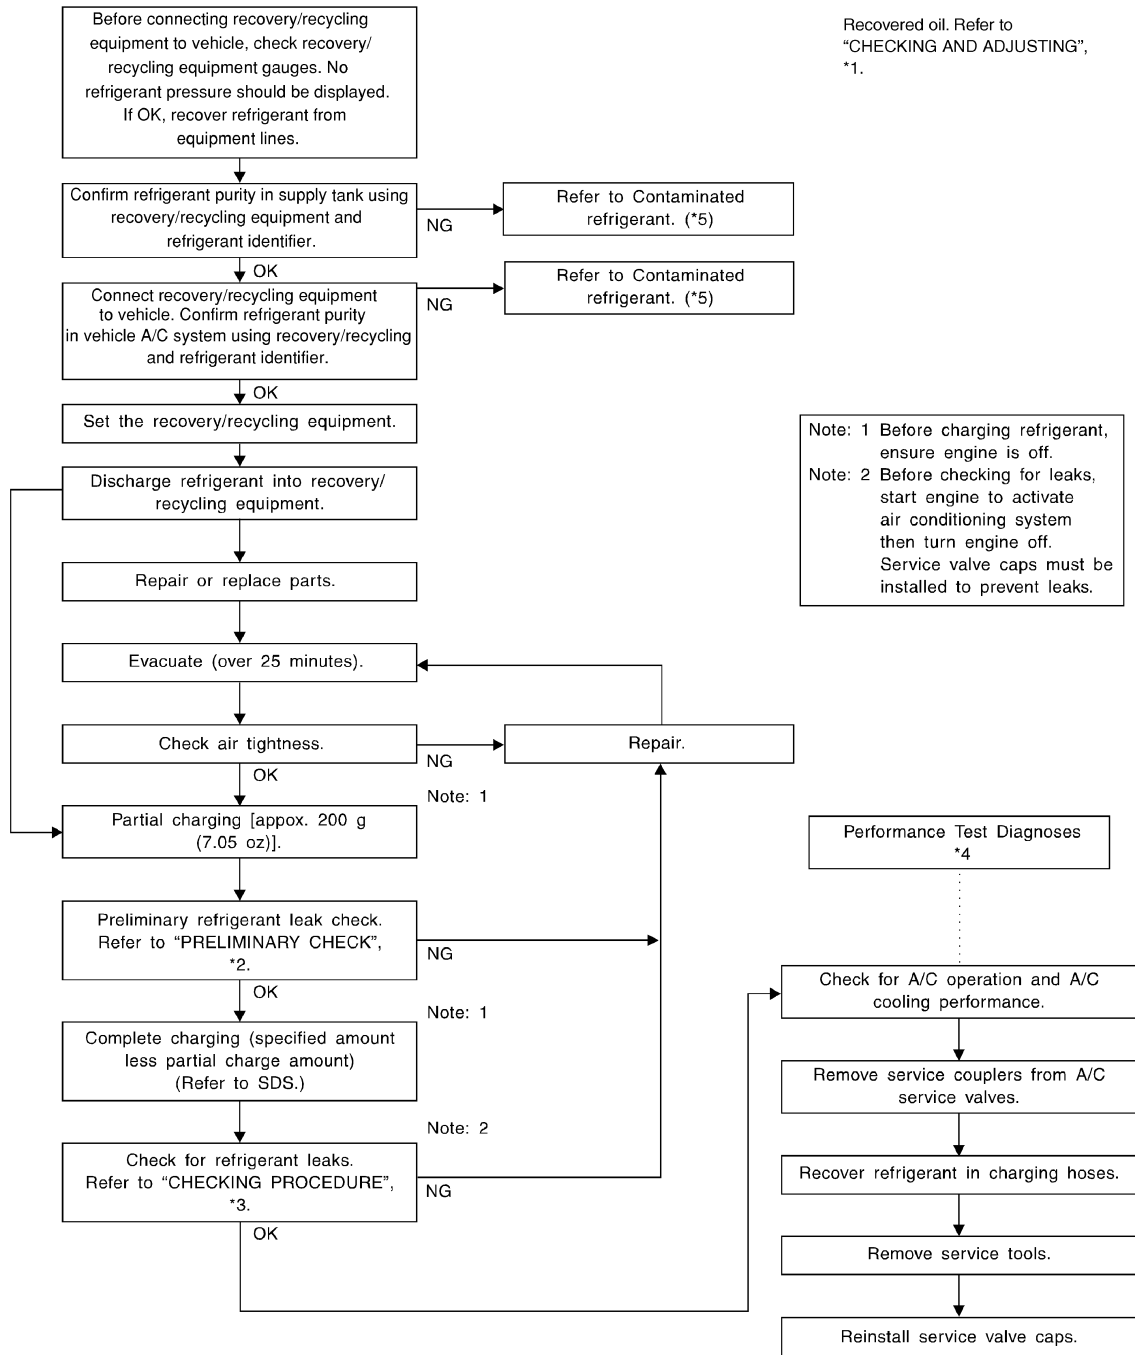 Before connecting recovery/recycling
equipment to vehicle, check recovery/
recycling equipment gauges. No
refrigerant pressure should be displayed.
If OK, recover refrigerant from
equipment lines.
Recovered oil. Refer to
“CHECKING AND ADJUSTING”,
*1.
Confirm refrigerant purity in supply tank using
recovery/recycling equipment and
refrigerant identifier.
NG
Refer to Contaminated
refrigerant. (*5)
OK
Connect recovery/recycling equipment
to vehicle. Confirm refrigerant purity
in vehicle A/C system using recovery/recycling
and refrigerant identifier.
NG
Refer to Contaminated
refrigerant. (*5)
OK
Set the recovery/recycling equipment.
Discharge refrigerant into recovery/
recycling equipment.
Note: 1 Before charging refrigerant,
ensure engine is off.
Note: 2 Before checking for leaks,
start engine to activate
air conditioning system
then turn engine off.
Service valve caps must be
installed to prevent leaks.
Repair or replace parts.
Evacuate (over 25 minutes).
Check air tightness.
NG
Repair.
OK
Note: 1
Partial charging [appox. 200 g
(7.05 oz)].
Preliminary refrigerant leak check.
Refer to “PRELIMINARY CHECK”,
*2.
NG
OK
Note: 1
Complete charging (specified amount
less partial charge amount)
(Refer to SDS.)
Note: 2
Check for refrigerant leaks.
Refer to “CHECKING PROCEDURE”,
*3.
NG
OK
Performance Test Diagnoses
*4
Check for A/C operation and A/C
cooling performance.
Remove service couplers from A/C
service valves.
Recover refrigerant in charging hoses.
Remove service tools.
Reinstall service valve caps.